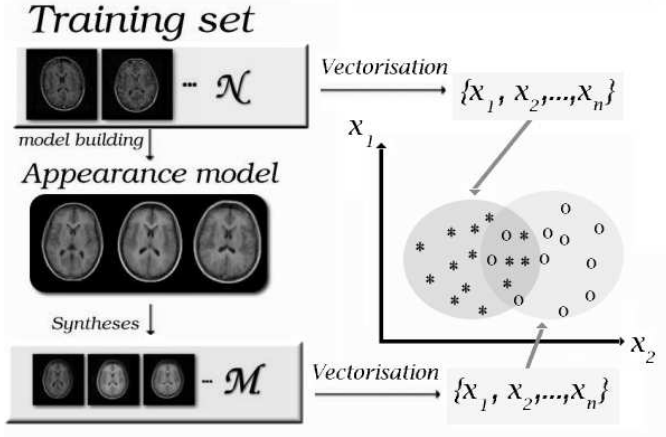 Training set
... N
Vectorisation
{x1, x2,...,xn}
model building
x1
Appearance model
* * * * * * * * * * * * * *
o o o o o o o o o o o
Syntheses
x2
... M
Vectorisation
{x1, x2,...,xn}